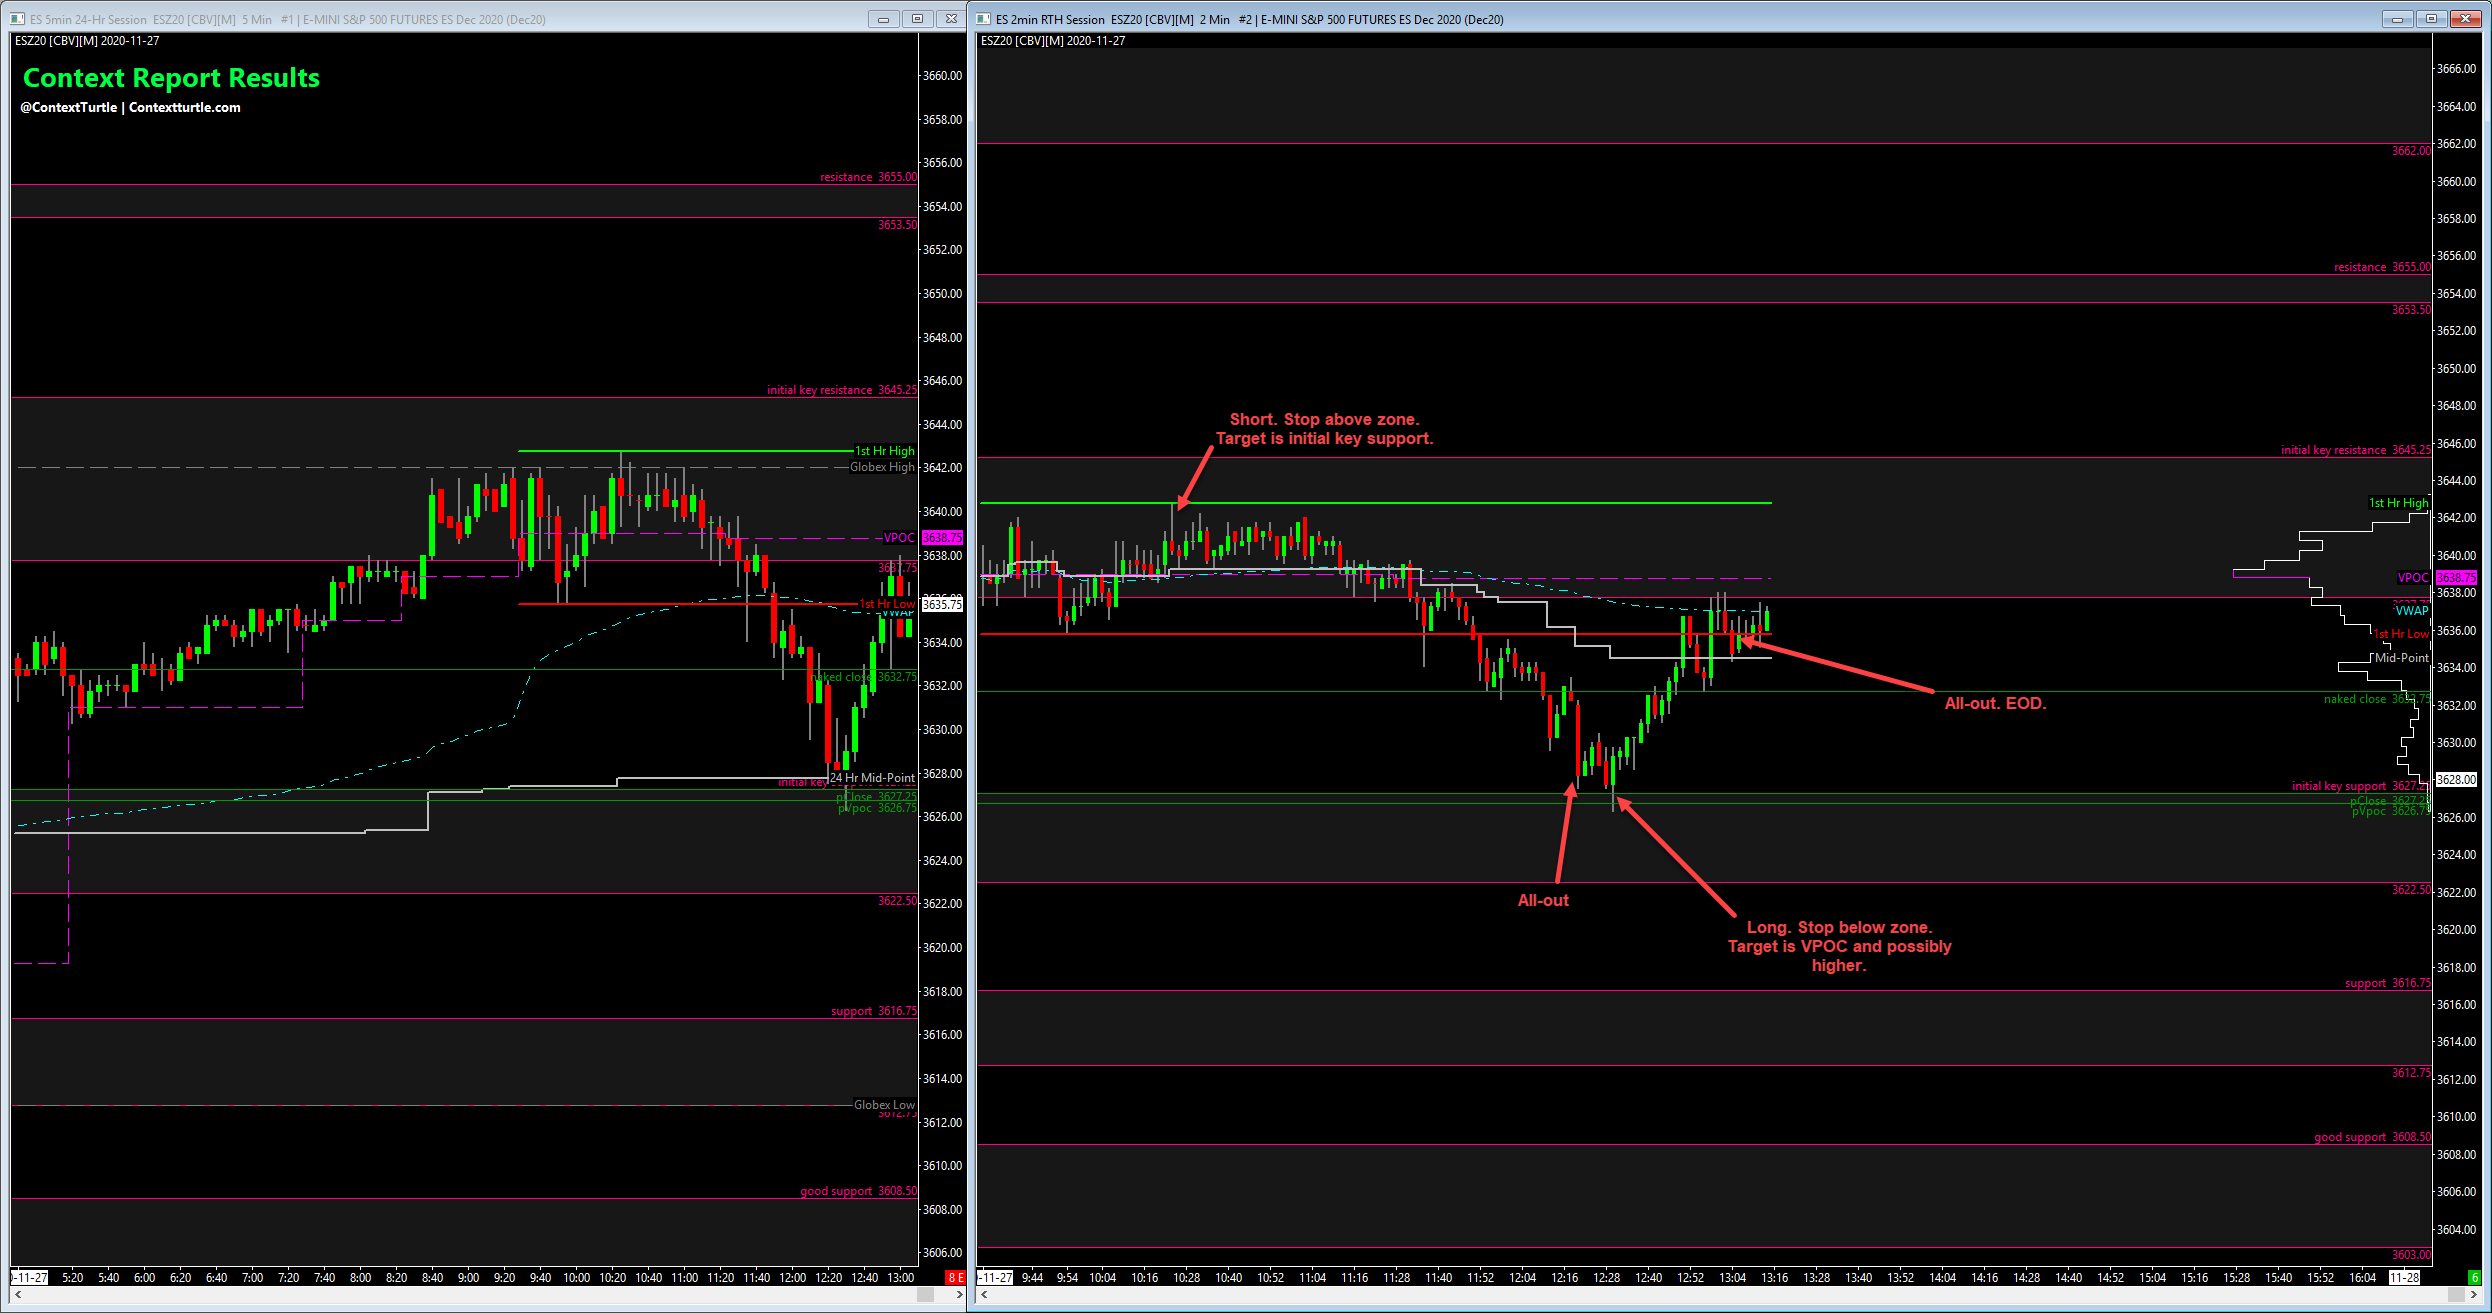 ES 5min 24-Hr Session ESZ20 [CBV][M] 5 Min #1 | E-MINI S&P 500 FUTURES ES Dec 2020 (Dec20)
ESZ20 [CBV][M] 2020-11-27
Context Report Results
@ContextTurtle | Contextturtle.com
3660.00
3658.00
3656.00
resistance 3655.00
3654.00
3653.50
3652.00
3650.00
3648.00
3646.00
initial key resistance 3645.25
3644.00
1st Hr High
Globex High
3642.00
3640.00
VPOC 3638.75
3638.00
1st Hr Low
3635.75
VWAP
3634.00
naked close 3632.75
3632.00
3630.00
3628.00
24 Hr Mid-Point
initial key
pClose 3627.25
pVpoc 3626.75
3626.00
3624.00
3622.50
3622.00
3620.00
3618.00
support 3616.75
3616.00
3614.00
Globex Low
3612.75
3612.00
3610.00
good support 3608.50
3608.00
3606.00
-11-27 5:20 5:40 6:00 6:20 6:40 7:00 7:20 7:40 8:00 8:20 8:40 9:00 9:20 9:40 10:00 10:20 10:40 11:00 11:20 11:40 12:00 12:20 12:40 13:00
8 E
ES 2min RTH Session ESZ20 [CBV][M] 2 Min #2 | E-MINI S&P 500 FUTURES ES Dec 2020 (Dec20)
ESZ20 [CBV][M] 2020-11-27
3666.00
3664.00
3662.00
3662.00
3660.00
3658.00
3656.00
resistance 3655.00
3654.00
3653.50
3652.00
3650.00
3648.00
3646.00
Short. Stop above zone.
Target is initial key support.
initial key resistance 3645.25
3644.00
1st Hr High
3642.00
3640.00
VPOC 3638.75
3638.00
VWAP
3636.00
1st Hr Low
Mid-Point
3634.00
All-out. EOD.
naked close 3632.75
3632.00
3630.00
3628.00
initial key support 3627.25
pClose 3627.25
pVpoc 3626.75
3626.00
3624.00
3622.50
3622.00
All-out
Long. Stop below zone.
Target is VPOC and possibly
higher.
3620.00
3618.00
support 3616.75
3616.00
3614.00
3612.75
3612.00
3610.00
good support 3608.50
3608.00
3606.00
3604.00
3603.00
-11-27 9:44 9:54 10:04 10:16 10:28 10:40 10:52 11:04 11:16 11:28 11:40 11:52 12:04 12:16 12:28 12:40 12:52 13:04 13:16 13:28 13:40 13:52 14:04 14:16 14:28 14:40 14:52 15:04 15:16 15:28 15:40 15:52 16:04 11-28
6